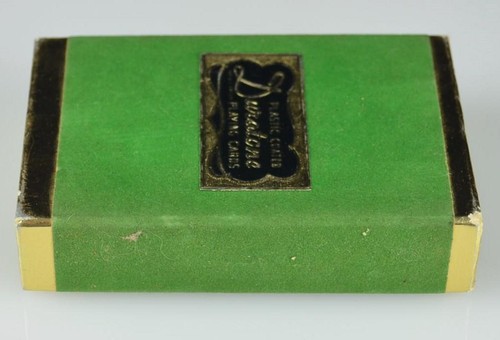 PLASTIC COATED
Duratone
PLAYING CARDS